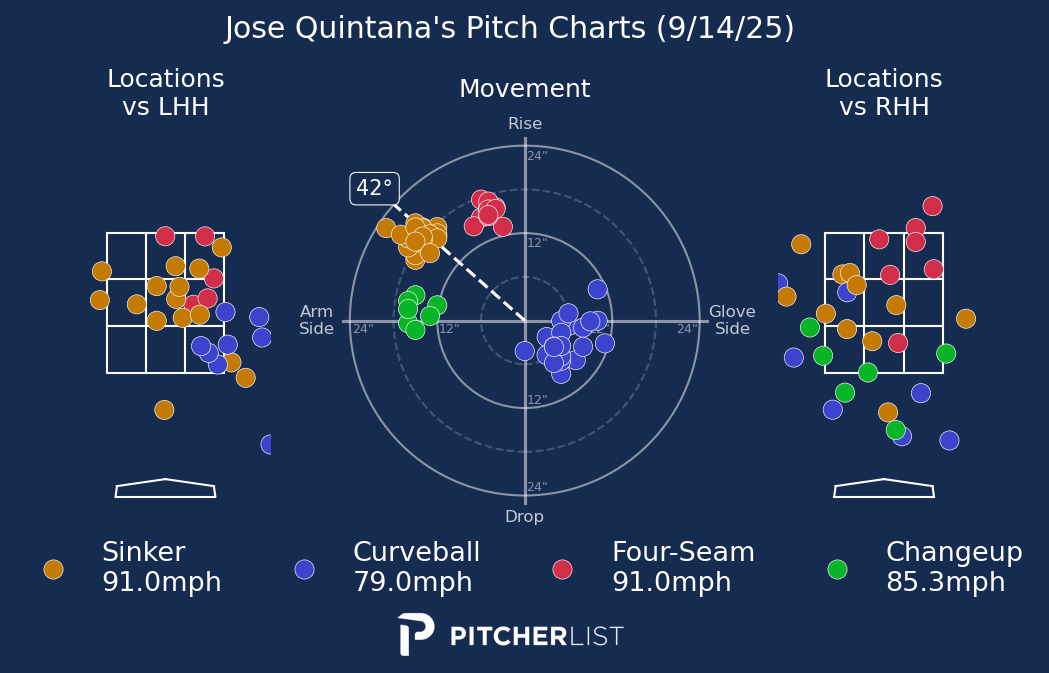 Jose Quintana's Pitch Charts (9/14/25)
Locations
vs LHH
Movement
Locations
vs RHH
Rise
24"
42°
12"
Arm
Side
24"
12"
12"
24"
Glove
Side
12"
24"
Drop
Sinker
91.0mph
Curveball
79.0mph
Four-Seam
91.0mph
Changeup
85.3mph
PITCHERLIST